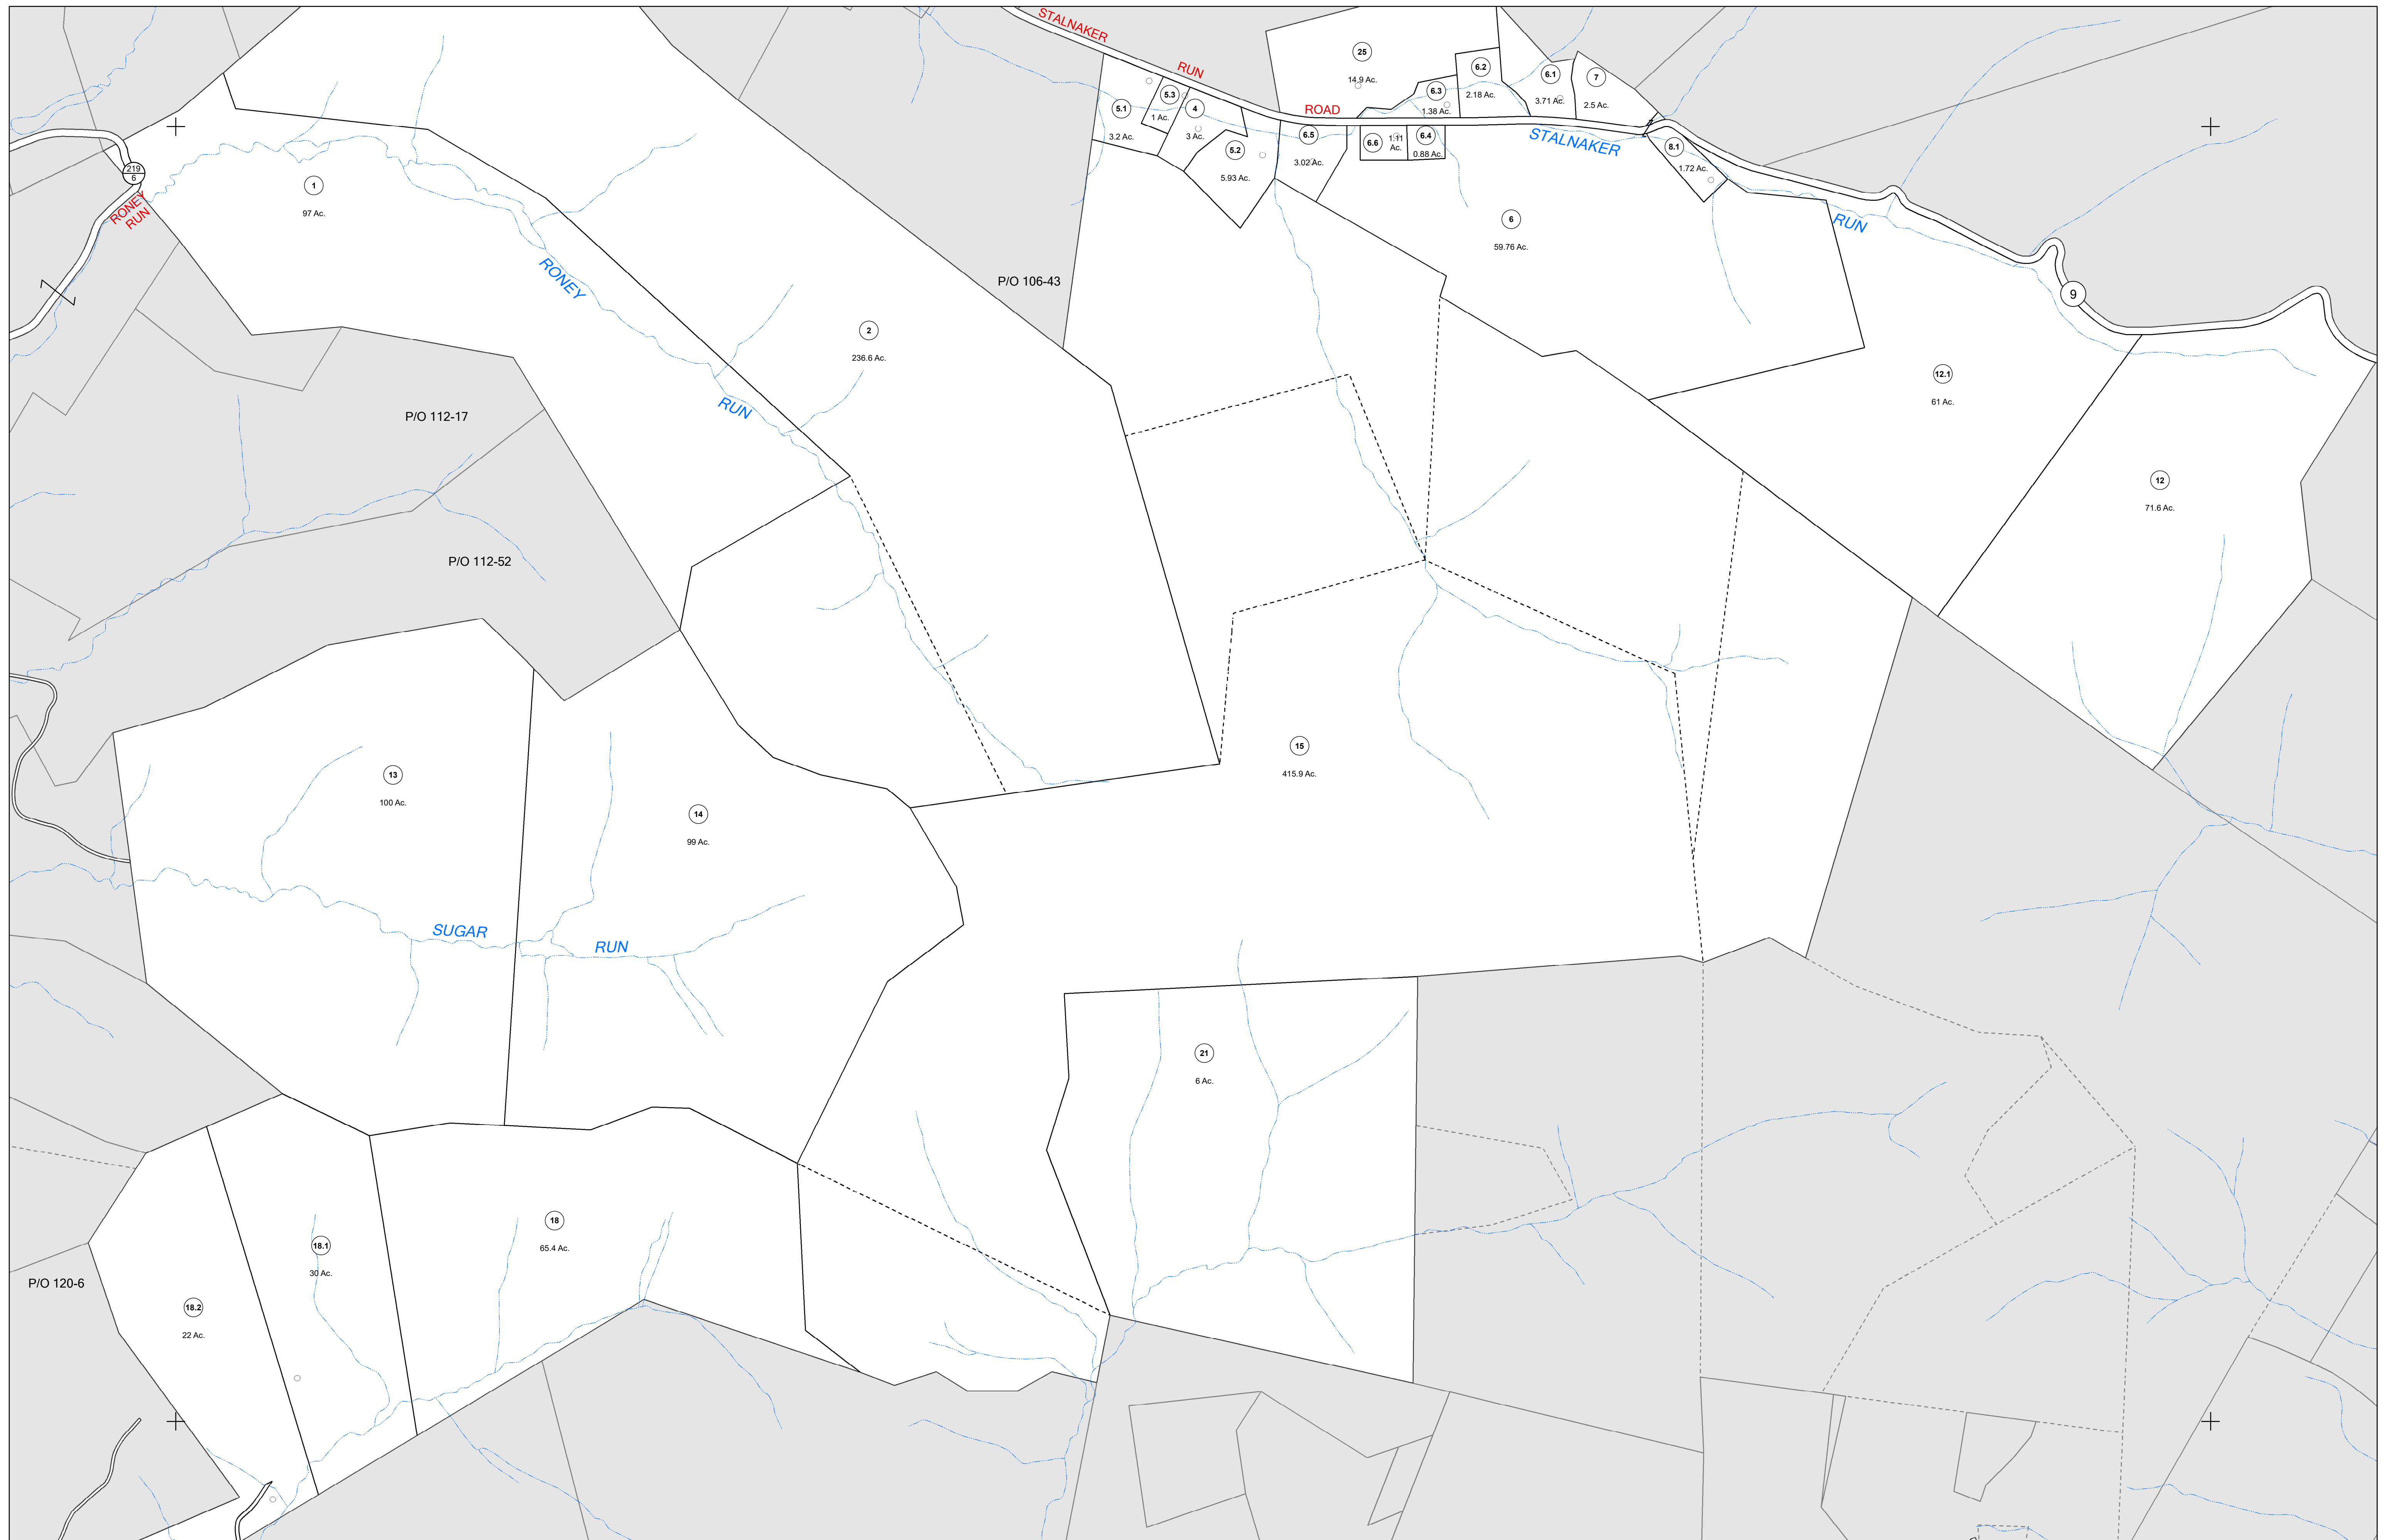 STALNAKER
RUN
ROAD
25
14.9 Ac.
6.2
2.18 Ac.
6.1
3.71 Ac.
7
2.5 Ac.
6.3
1.38 Ac.
5.1
3.2 Ac.
5.3
1 Ac.
4
3 Ac.
5.2
5.93 Ac.
6.5
3.02 Ac.
6.6
1.11
Ac.
6.4
0.88 Ac.
STALNAKER
RUN
8.1
1.72 Ac.
219
6
RONEY
RUN
1
97 Ac.
6
59.76 Ac.
RONEY
RUN
P/O 106-43
9
2
236.6 Ac.
12.1
61 Ac.
P/O 112-17
12
71.6 Ac.
P/O 112-52
13
100 Ac.
14
99 Ac.
15
415.9 Ac.
SUGAR
RUN
21
6 Ac.
18
65.4 Ac.
18.1
30 Ac.
P/O 120-6
18.2
22 Ac.